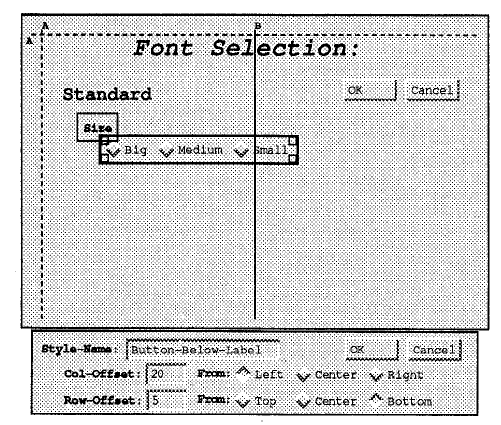 A B
A
Font Selection:
Standard OK Cancel
Size
Big Medium Small
Style-Name: Button-Below-Label OK Cancel
Col-Offset: 20 From: Left Center Right
Row-Offset: 5 From: Top Center Bottom